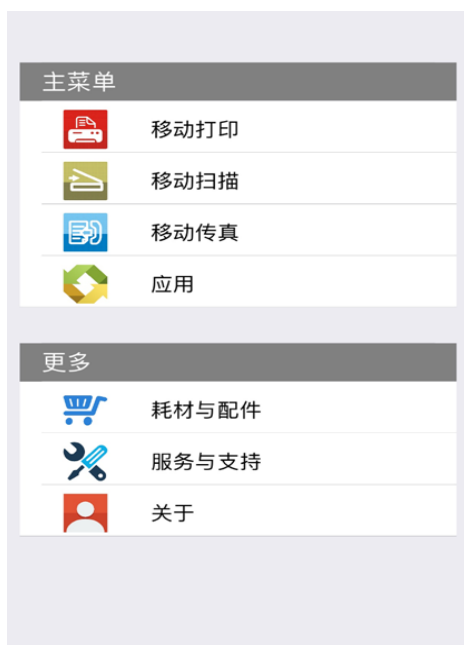 主菜单
移动打印
移动扫描
移动传真
应用
更多
耗材与配件
服务与支持
关于